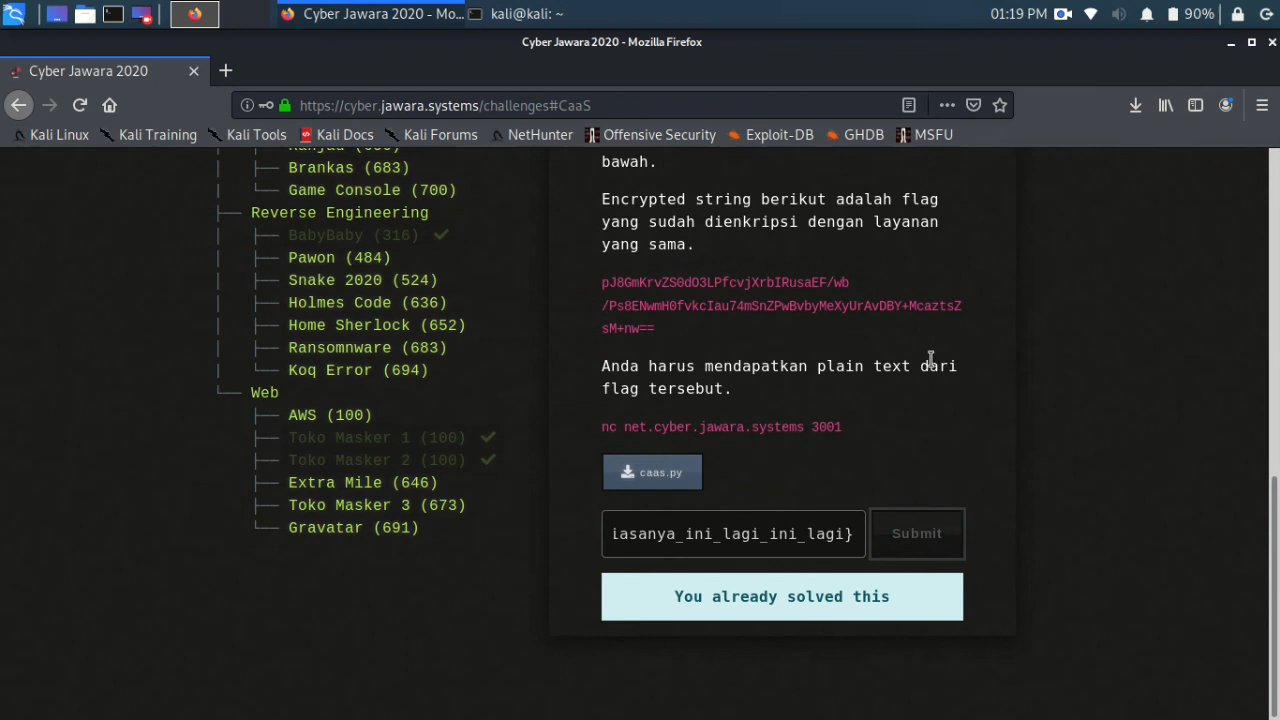 Cyber Jawara 2020 - Mo...
kali@kali: ~
01:19 PM
90%
Cyber Jawara 2020 - Mozilla Firefox
Cyber Jawara 2020
https://cyber.jawara.systems/challenges#CaaS
Kali Linux
Kali Training
Kali Tools
Kali Docs
Kali Forums
NetHunter
Offensive Security
Exploit-DB
GHDB
MSFU
Brankas (683)
Game Console (700)
Reverse Engineering
BabyBaby (316)
Pawon (484)
Snake 2020 (524)
Holmes Code (636)
Home Sherlock (652)
Ransomnware (683)
Koq Error (694)
Web
AWS (100)
Toko Masker 1 (100)
Toko Masker 2 (100)
Extra Mile (646)
Toko Masker 3 (673)
Gravatar (691)
bawah.
Encrypted string berikut adalah flag
yang sudah dienkripsi dengan layanan
yang sama.
pJ8GmKrvZS0dO3LPfcvjXrbIRusaEF/wb
/Ps8ENwmH0fvkcIau74mSnZPwBvbyMeXyUrAvDBY+McaztsZ
sM+nw==
Anda harus mendapatkan plain text dari
flag tersebut.
nc net.cyber.jawara.systems 3001
caas.py
iasanya_ini_lagi_ini_lagi}
Submit
You already solved this